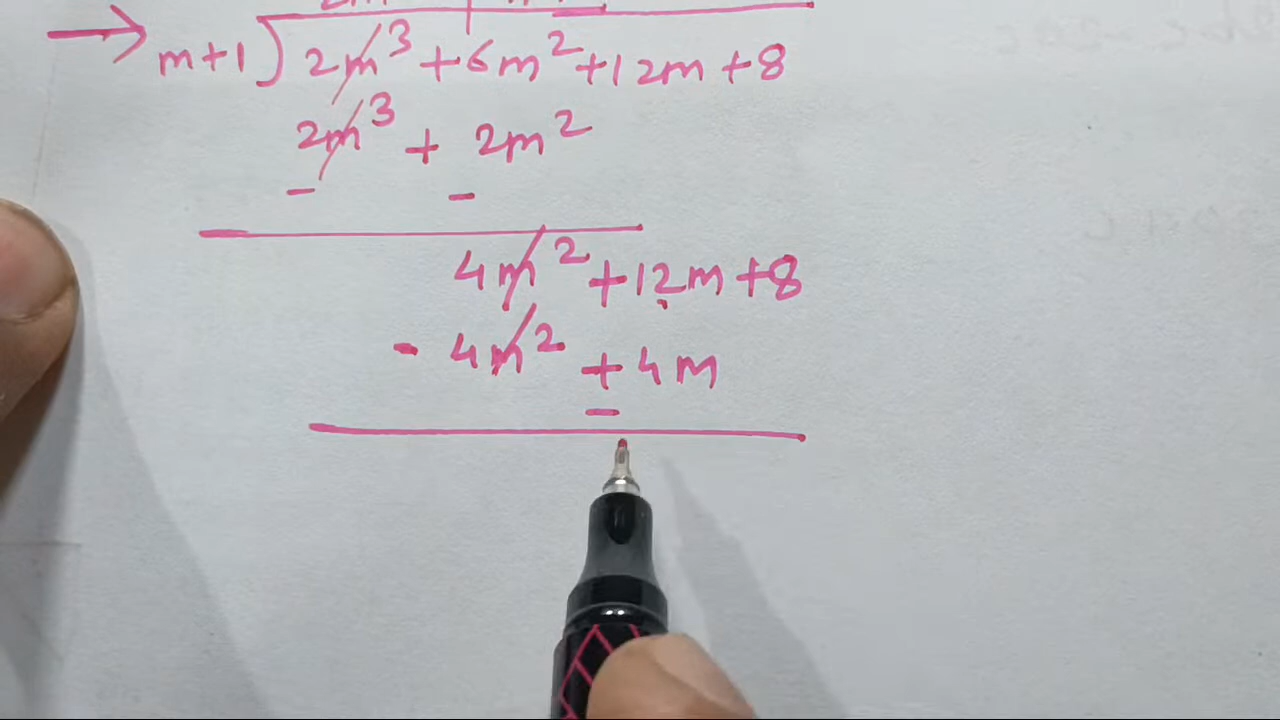 m+1 ) 2m³ + 6m² + 12m + 8
2m³ + 2m²
- -
4m² + 12m + 8
- 4m² + 4m
-